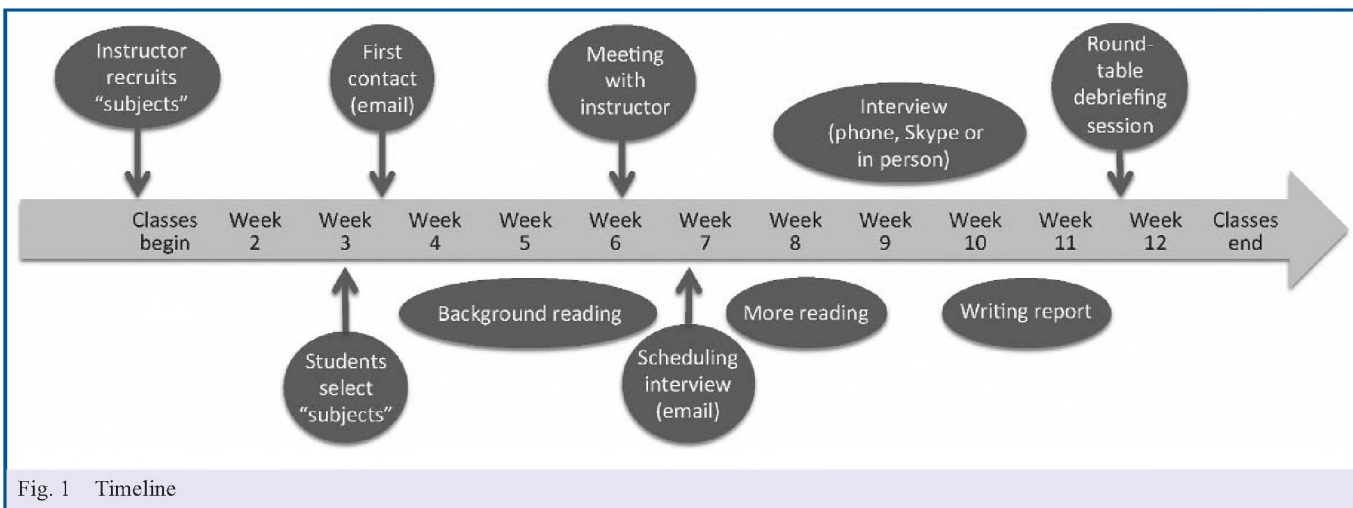 Instructor
recruits
“subjects”
First
contact
(email)
Meeting
with
instructor
Interview
(phone, Skype or
in person)
Round-
table
debriefing
session
Classes
begin
Week
2
Week
3
Week
4
Week
5
Week
6
Week
7
Week
8
Week
9
Week
10
Week
11
Week
12
Classes
end
Students
select
“subjects”
Background reading
Scheduling
interview
(email)
More reading
Writing report
Fig. 1 Timeline